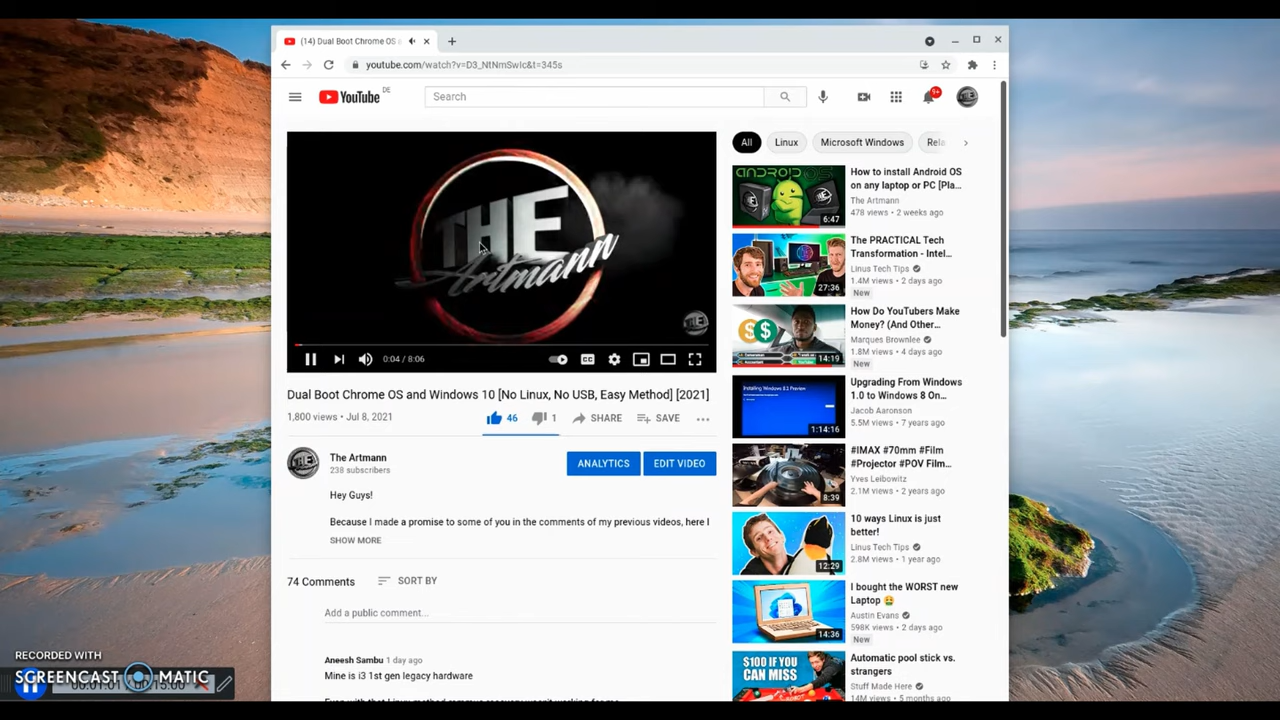 (14) Dual Boot Chrome OS a
youtube.com/watch?v=D3_NtNmSwIc&t=345s
YouTube DE
Search
9+
THE
Artmann
0:04 / 8:06
CC
Dual Boot Chrome OS and Windows 10 [No Linux, No USB, Easy Method] [2021]
1,800 views • Jul 8, 2021
46
1
SHARE
SAVE
The Artmann
238 subscribers
ANALYTICS
EDIT VIDEO
Hey Guys!
Because I made a promise to some of you in the comments of my previous videos, here I
SHOW MORE
74 Comments
SORT BY
Add a public comment...
Aneesh Sambu 1 day ago
Mine is i3 1st gen legacy hardware
All
Linux
Microsoft Windows
Rela
ANDROID OS
6:47
How to install Android OS
on any laptop or PC [Pla...
The Artmann
478 views • 2 weeks ago
27:36
The PRACTICAL Tech
Transformation - Intel...
Linus Tech Tips
1.4M views • 2 days ago
New
14:19
How Do YouTubers Make
Money? (And Other...
Marques Brownlee
1.8M views • 4 days ago
New
1:14:16
Upgrading From Windows
1.0 to Windows 8 On...
Jacob Aaronson
5.5M views • 7 years ago
8:39
#IMAX #70mm #Film
#Projector #POV Film...
Yves Leibowitz
2.1M views • 2 years ago
12:29
10 ways Linux is just
better!
Linus Tech Tips
2.8M views • 1 year ago
14:36
I bought the WORST new
Laptop 🤑
Austin Evans
598K views • 2 days ago
New
$100 IF YOU
CAN MISS
Automatic pool stick vs.
strangers
Stuff Made Here
14M views • 5 months ago
RECORDED WITH
SCREENCAST MATIC